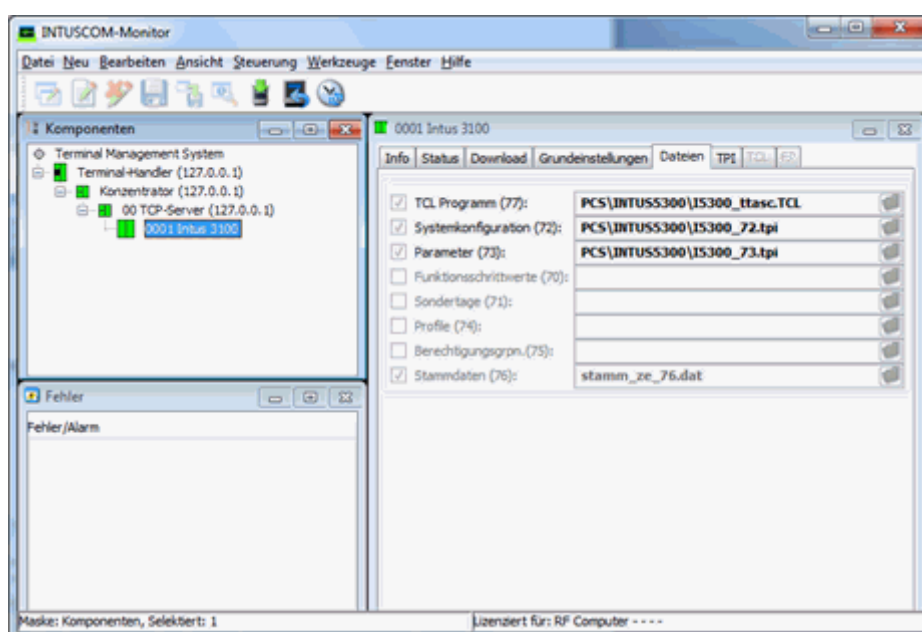 INTUSCOM-Monitor
Datei Neu Bearbeiten Ansicht Steuerung Werkzeuge Fenster Hilfe
Komponenten
Terminal Management System
Terminal-Handler (127.0.0.1)
Konzentrator (127.0.0.1)
00 TCP-Server (127.0.0.1)
0001 Intus 3100
Fehler
Fehler/Alarm
0001 Intus 3100
Info Status Download Grundeinstellungen Dateien TPI TCL
TCL Programm (77): PCS\INTUS5300\I5300_ttasc.TCL
Systemkonfiguration (72): PCS\INTUS5300\I5300_72.tpi
Parameter (73): PCS\INTUS5300\I5300_73.tpi
Funktionsschrittwerte (70):
Sondertage (71):
Profile (74):
Berechtigungsgrpn.(75):
Stammdaten (76): stamm_ze_76.dat
Maske: Komponenten, Selektiert: 1
Lizenziert für: RF Computer - - - -